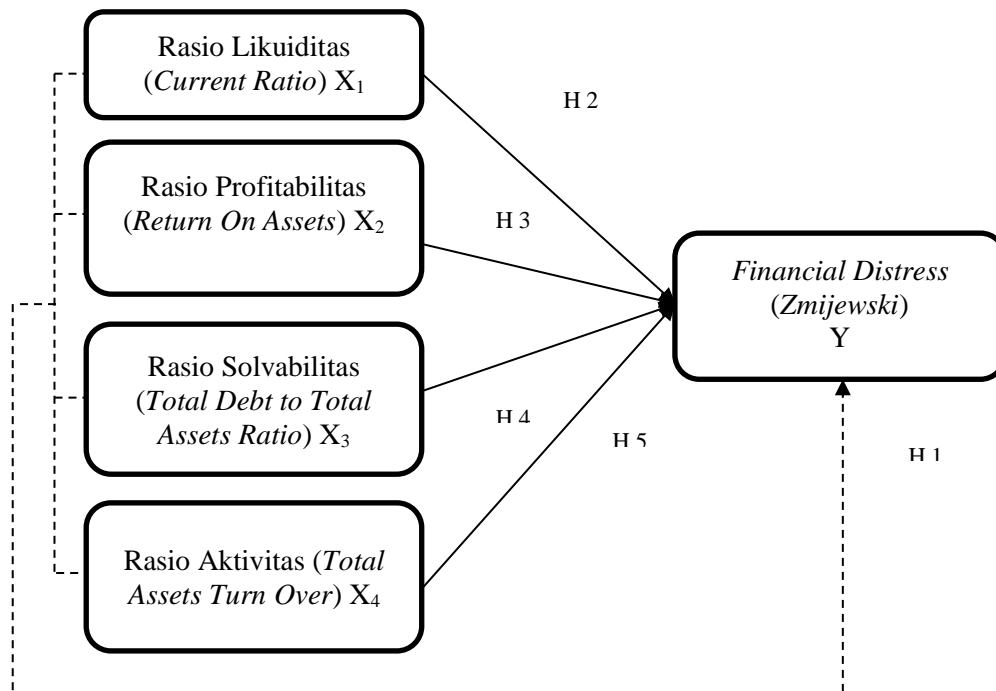 Rasio Likuiditas
(Current Ratio) X₁
H 2
Rasio Profitabilitas
(Return On Assets) X₂
H 3
Financial Distress
(Zmijewski)
Y
Rasio Solvabilitas
(Total Debt to Total
Assets Ratio) X₃
H 4
H 5
H 1
Rasio Aktivitas (Total
Assets Turn Over) X₄